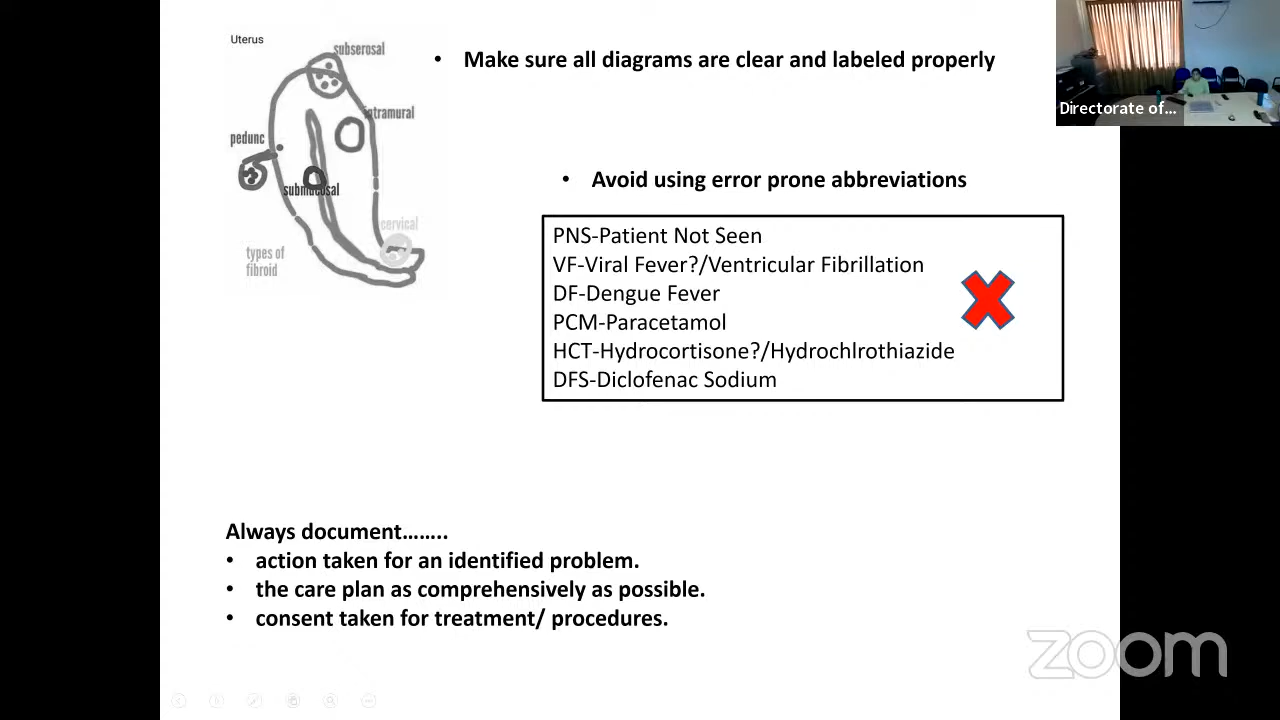 Uterus
subserosal
intramural
pedunc
submucosal
cervical
types of
fibroid
• Make sure all diagrams are clear and labeled properly
• Avoid using error prone abbreviations
PNS-Patient Not Seen
VF-Viral Fever?/Ventricular Fibrillation
DF-Dengue Fever
PCM-Paracetamol
HCT-Hydrocortisone?/Hydrochlrothiazide
DFS-Diclofenac Sodium
Always document……..
• action taken for an identified problem.
• the care plan as comprehensively as possible.
• consent taken for treatment/ procedures.
Directorate of...
zoom